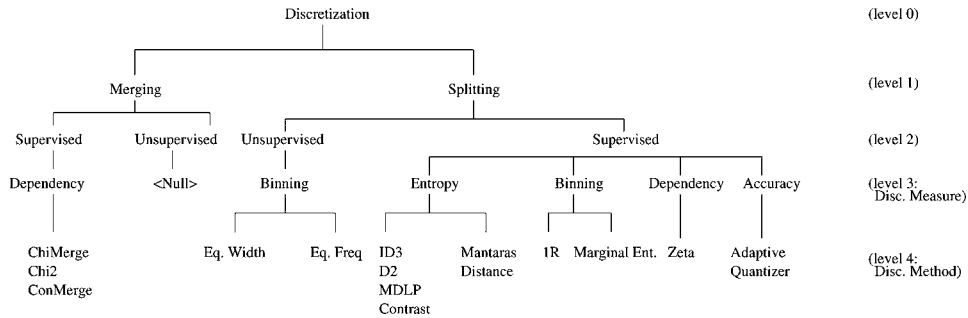 Discretization (level 0)
Merging Splitting (level 1)
Supervised Unsupervised Unsupervised Supervised (level 2)
Dependency <Null> Binning Entropy Binning Dependency Accuracy (level 3:
Disc. Measure)
ChiMerge Eq. Width Eq. Freq ID3 Mantaras 1R Marginal Ent. Zeta Adaptive (level 4:
Chi2 D2 Distance Quantizer Disc. Method)
ConMerge MDLP
Contrast